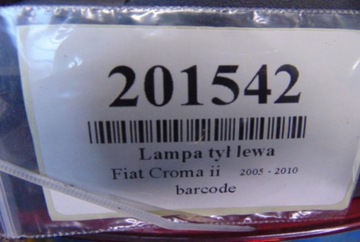 201542
Lampa tył lewa
Fiat Croma ii 2005 - 2010
barcode